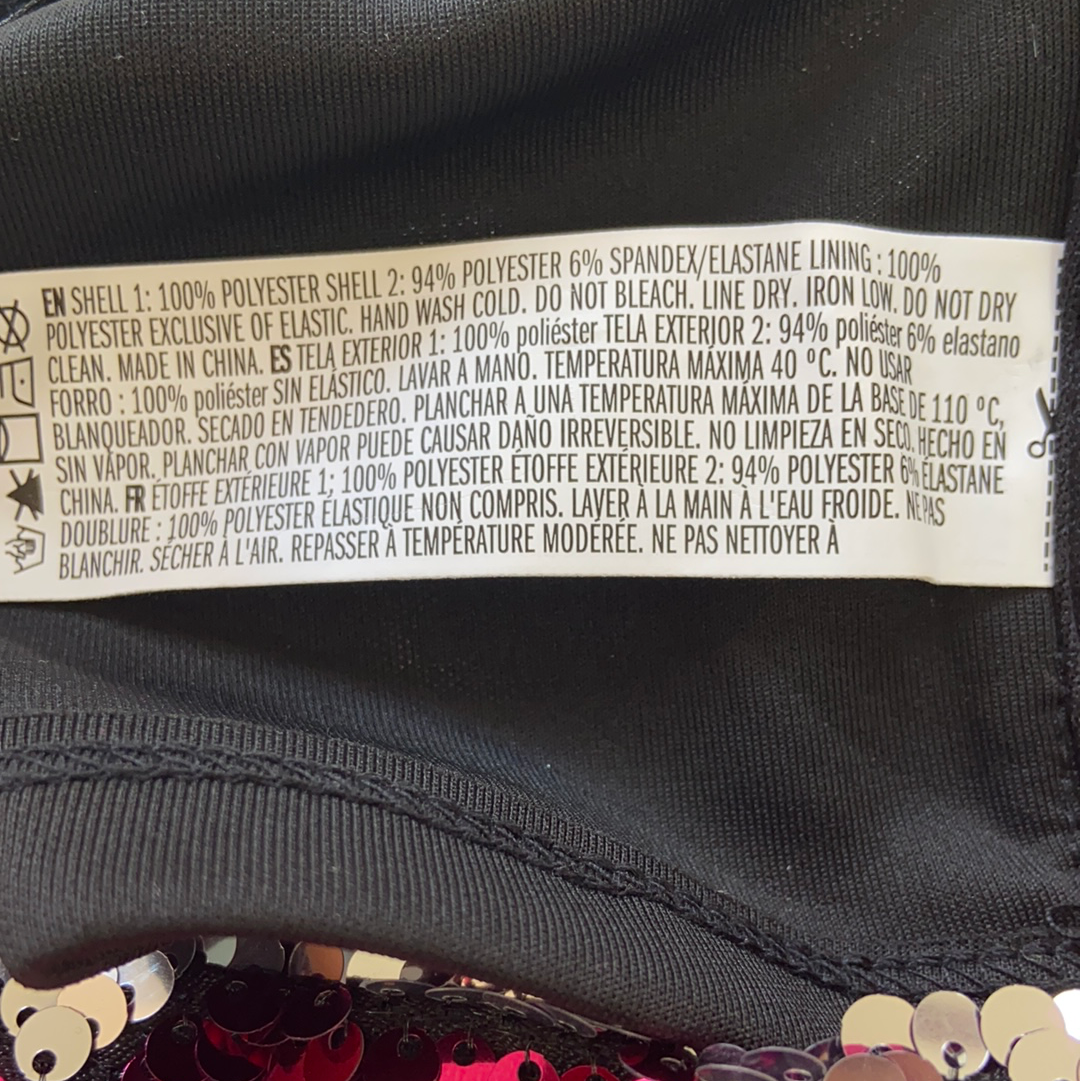 EN SHELL 1: 100% POLYESTER SHELL 2: 94% POLYESTER 6% SPANDEX/ELASTANE LINING : 100%
POLYESTER EXCLUSIVE OF ELASTIC. HAND WASH COLD. DO NOT BLEACH. LINE DRY. IRON LOW. DO NOT DRY
CLEAN. MADE IN CHINA. ES TELA EXTERIOR 1: 100% poliéster TELA EXTERIOR 2: 94% poliéster 6% elastano
FORRO : 100% poliéster SIN ELÁSTICO. LAVAR A MANO. TEMPERATURA MÁXIMA 40 °C. NO USAR
BLANQUEADOR. SECADO EN TENDEDERO. PLANCHAR A UNA TEMPERATURA MÁXIMA DE LA BASE DE 110 °C,
SIN VAPOR. PLANCHAR CON VAPOR PUEDE CAUSAR DAÑO IRREVERSIBLE. NO LIMPIEZA EN SECO. HECHO EN
CHINA. FR ÉTOFFE EXTÉRIEURE 1: 100% POLYESTER ÉTOFFE EXTÉRIEURE 2: 94% POLYESTER 6% ÉLASTANE
DOUBLURE : 100% POLYESTER ÉLASTIQUE NON COMPRIS. LAVER À LA MAIN À L'EAU FROIDE. NE PAS
BLANCHIR. SÉCHER À L'AIR. REPASSER À TEMPÉRATURE MODÉRÉE. NE PAS NETTOYER À